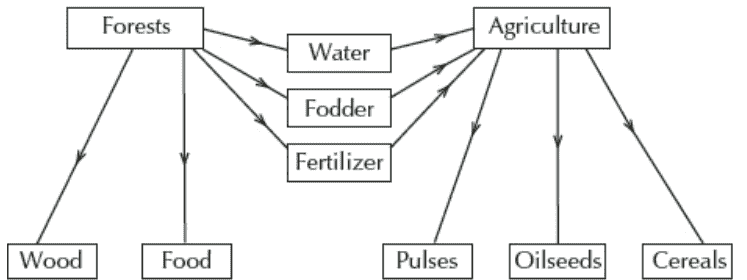 Forests
Agriculture
Water
Fodder
Fertilizer
Wood
Food
Pulses
Oilseeds
Cereals